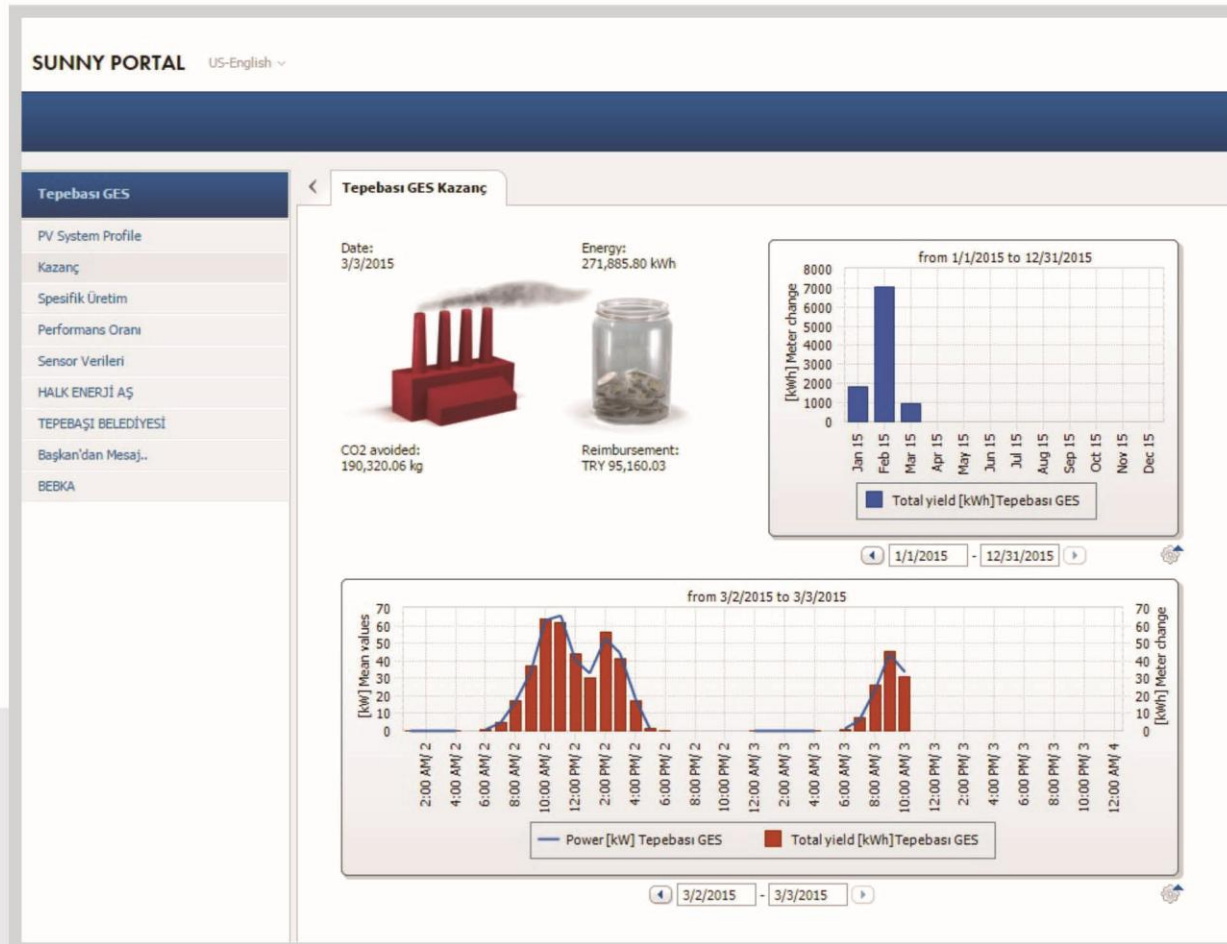 SUNNY PORTAL US-English
Tepebası GES
PV System Profile
Kazanç
Spesifik Üretim
Performans Oranı
Sensor Verileri
HALK ENERJİ AŞ
TEPEBAŞI BELEDİYESİ
Başkan'dan Mesaj..
BEBKA
Tepebası GES Kazanç
Date:
3/3/2015
Energy:
271,885.80 kWh
CO2 avoided:
190,320.06 kg
Reimbursement:
TRY 95,160.03
from 1/1/2015 to 12/31/2015
[kWh] Meter change
8000
7000
6000
5000
4000
3000
2000
1000
0
Jan 15
Feb 15
Mar 15
Apr 15
May 15
Jun 15
Jul 15
Aug 15
Sep 15
Oct 15
Nov 15
Dec 15
Total yield [kWh]Tepebası GES
1/1/2015 - 12/31/2015
from 3/2/2015 to 3/3/2015
[kW] Mean values
70
60
50
40
30
20
10
0
70
60
50
40
30
20
10
0
[kWh] Meter change
2:00 AM/ 2
4:00 AM/ 2
6:00 AM/ 2
8:00 AM/ 2
10:00 AM/ 2
12:00 PM/ 2
2:00 PM/ 2
4:00 PM/ 2
6:00 PM/ 2
8:00 PM/ 2
10:00 PM/ 2
12:00 AM/ 3
2:00 AM/ 3
4:00 AM/ 3
6:00 AM/ 3
8:00 AM/ 3
10:00 AM/ 3
12:00 PM/ 3
2:00 PM/ 3
4:00 PM/ 3
6:00 PM/ 3
8:00 PM/ 3
10:00 PM/ 3
12:00 AM/ 4
Power [kW] Tepebası GES
Total yield [kWh]Tepebası GES
3/2/2015 - 3/3/2015